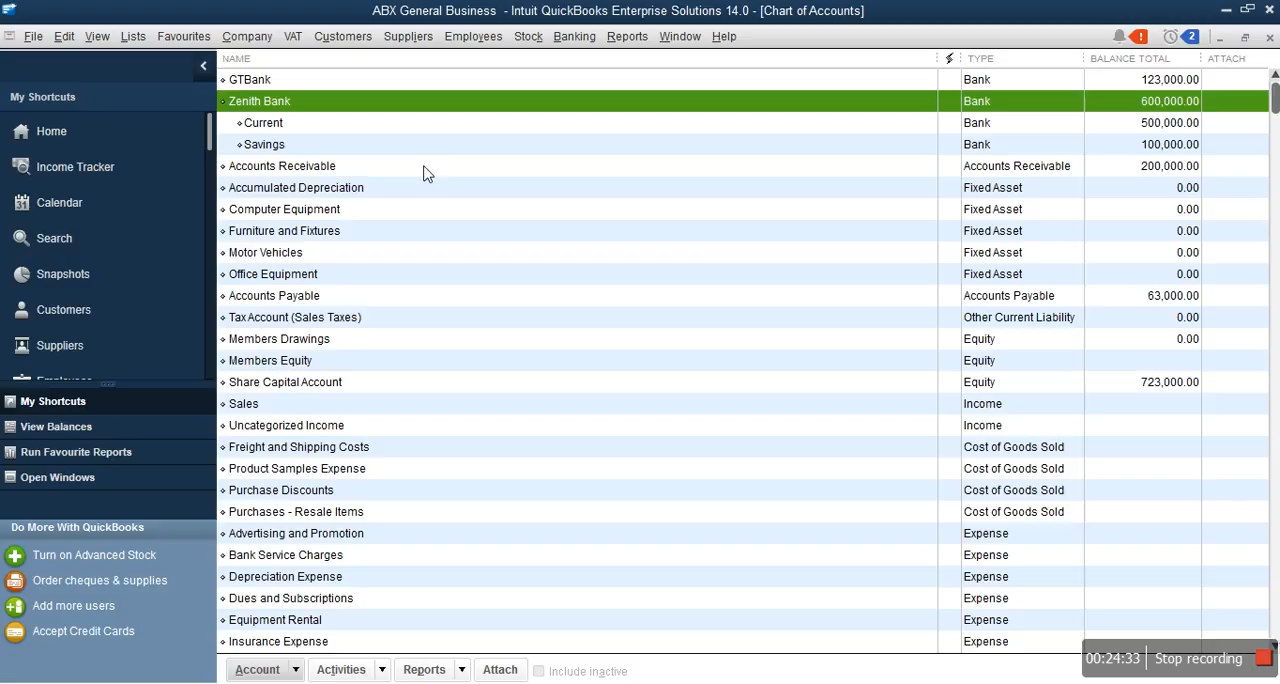 ABX General Business - Intuit QuickBooks Enterprise Solutions 14.0 - [Chart of Accounts]
File Edit View Lists Favourites Company VAT Customers Suppliers Employees Stock Banking Reports Window Help ! 2
NAME TYPE BALANCE TOTAL ATTACH
My Shortcuts
Home
Income Tracker
31 Calendar
Search
Snapshots
Customers
Suppliers
Employees
My Shortcuts
View Balances
Run Favourite Reports
Open Windows
Do More With QuickBooks
Turn on Advanced Stock
Order cheques & supplies
Add more users
Accept Credit Cards
GTBank Bank 123,000.00
Zenith Bank Bank 600,000.00
Current Bank 500,000.00
Savings Bank 100,000.00
Accounts Receivable Accounts Receivable 200,000.00
Accumulated Depreciation Fixed Asset 0.00
Computer Equipment Fixed Asset 0.00
Furniture and Fixtures Fixed Asset 0.00
Motor Vehicles Fixed Asset 0.00
Office Equipment Fixed Asset 0.00
Accounts Payable Accounts Payable 63,000.00
Tax Account (Sales Taxes) Other Current Liability 0.00
Members Drawings Equity 0.00
Members Equity Equity
Share Capital Account Equity 723,000.00
Sales Income
Uncategorized Income Income
Freight and Shipping Costs Cost of Goods Sold
Product Samples Expense Cost of Goods Sold
Purchase Discounts Cost of Goods Sold
Purchases - Resale Items Cost of Goods Sold
Advertising and Promotion Expense
Bank Service Charges Expense
Depreciation Expense Expense
Dues and Subscriptions Expense
Equipment Rental Expense
Insurance Expense Expense
Account Activities Reports Attach Include inactive
00:24:33 Stop recording